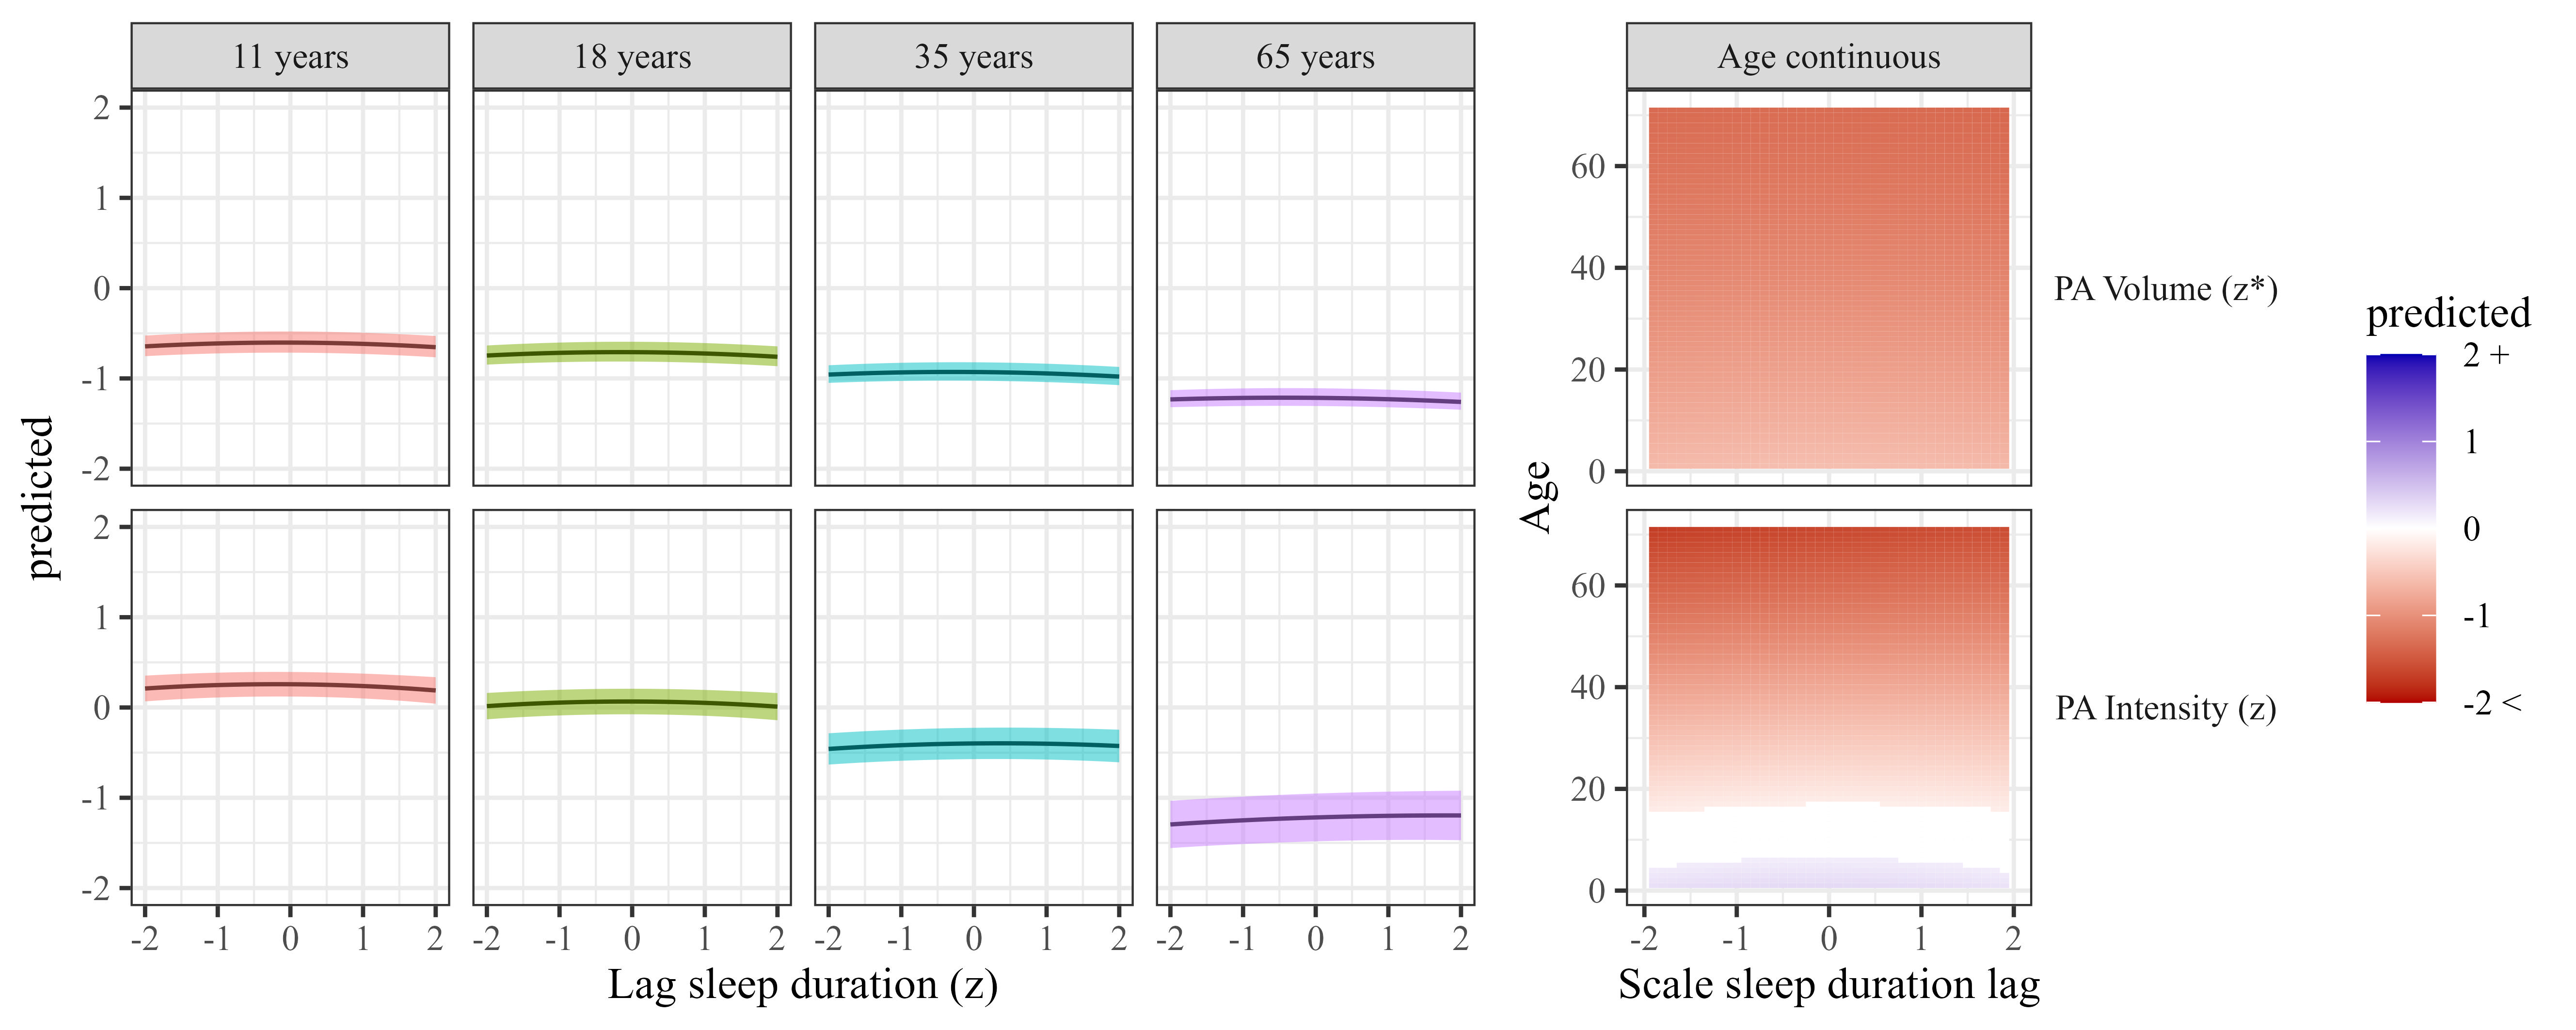 11 years 18 years 35 years 65 years Age continuous
2
1
0
-1
-2
2
1
0
-1
-2
predicted
-2 -1 0 1 2 -2 -1 0 1 2 -2 -1 0 1 2 -2 -1 0 1 2
Lag sleep duration (z)
60
40
20
0
60
40
20
0
Age
-2 -1 0 1 2
Scale sleep duration lag
PA Volume (z*)
PA Intensity (z)
predicted
2 +
1
0
-1
-2 <